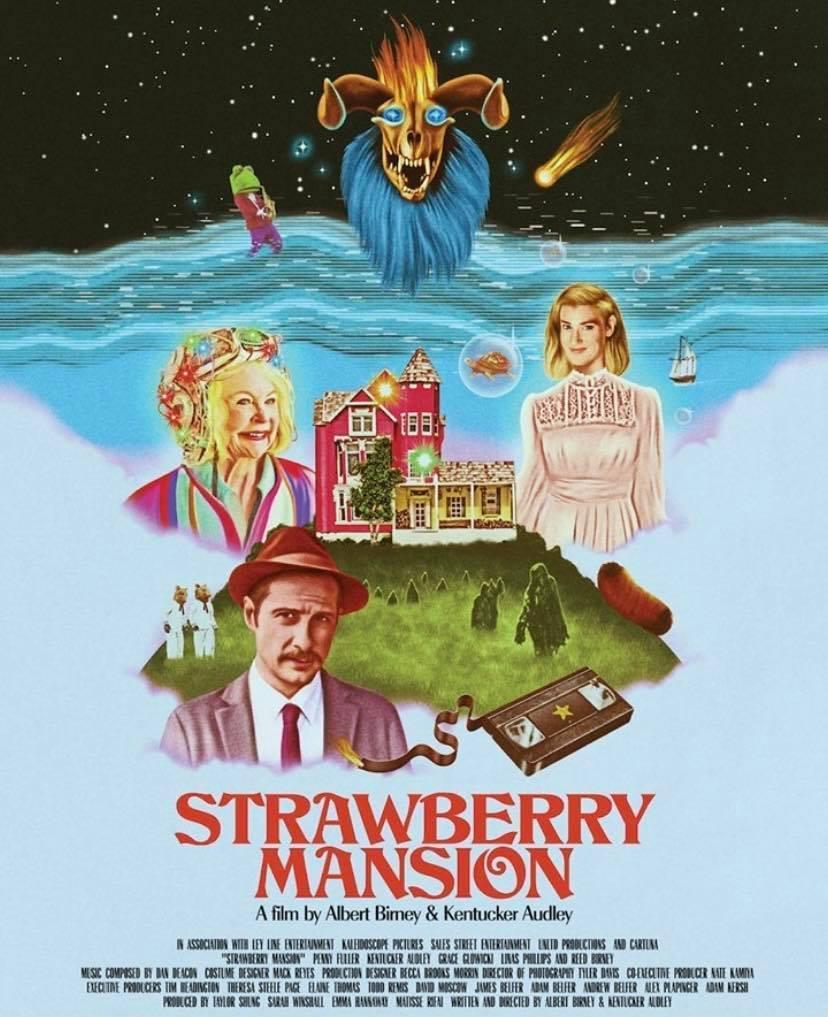 STRAWBERRY
MANSION
A film by Albert Birney & Kentucker Audley
IN ASSOCIATION WITH LEY LINE ENTERTAINMENT KALEIDOSCOPE PICTURES SALES STREET ENTERTAINMENT UNLTD PRODUCTIONS AND CARTUNA
"STRAWBERRY MANSION" PENNY FULLER KENTUCKER AUDLEY GRACE GLOWICKI LINAS PHILLIPS AND REED BIRNEY
MUSIC COMPOSED BY DAN DEACON COSTUME DESIGNER MACK REYES PRODUCTION DESIGNER BECCA BROOKS MORRIN DIRECTOR OF PHOTOGRAPHY TYLER DAVIS CO-EXECUTIVE PRODUCER NATE KAMIYA
EXECUTIVE PRODUCERS TIM HEADINGTON THERESA STEELE PAGE ELAINE THOMAS TODD REMIS DAVID MOSCOW JAMES BELFER ADAM BELFER ANDREW BELFER ALEX PLAPINGER ADAM KERSH
PRODUCED BY TAYLOR SHUNG SARAH WINSHALL EMMA HANNAWAY MATISSE RIFAI WRITTEN AND DIRECTED BY ALBERT BIRNEY & KENTUCKER AUDLEY